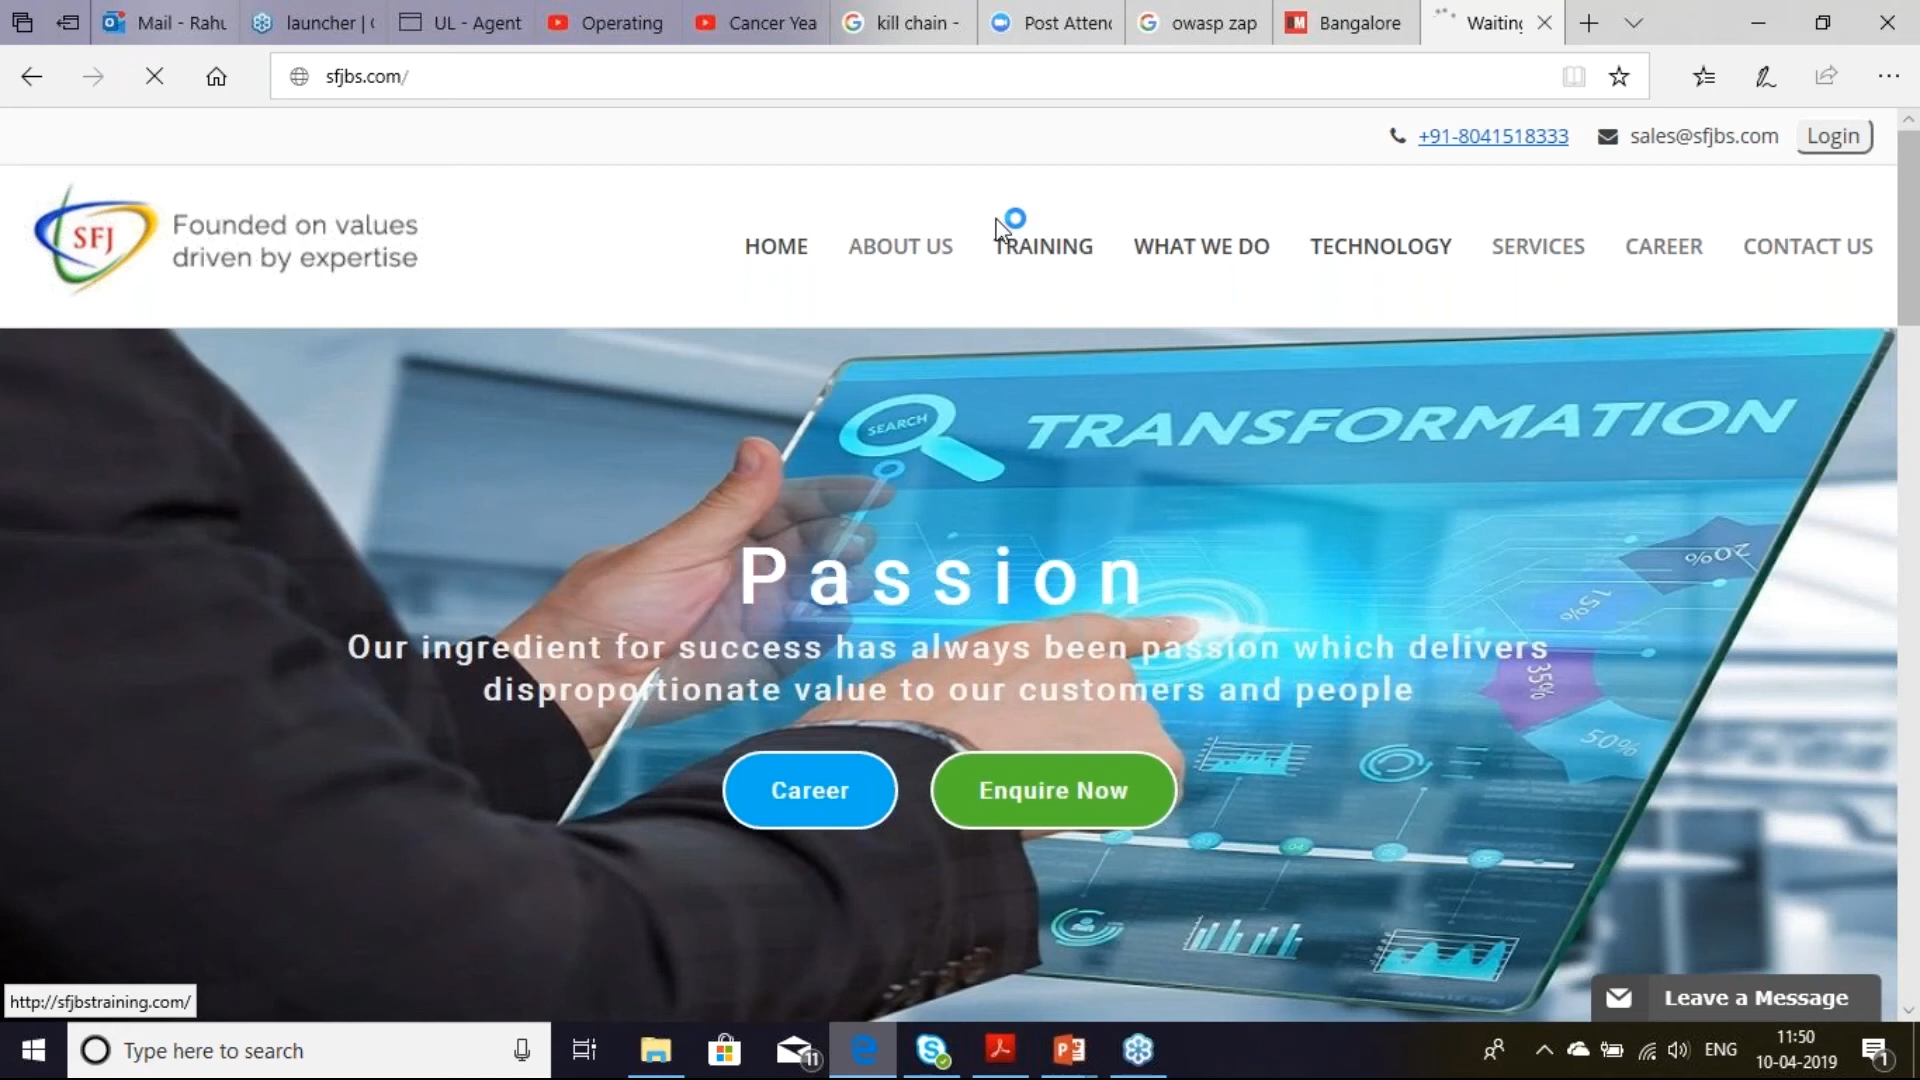 Mail - Rahu
launcher | (
UL - Agent
Operating
Cancer Yea
kill chain -
Post Attend
owasp zap
Bangalore
Waiting
sfjbs.com/
+91-8041518333
sales@sfjbs.com
Login
SFJ
Founded on values
driven by expertise
HOME
ABOUT US
TRAINING
WHAT WE DO
TECHNOLOGY
SERVICES
CAREER
CONTACT US
SEARCH
TRANSFORMATION
20%
15%
35%
50%
Passion
Our ingredient for success has always been passion which delivers
disproportionate value to our customers and people
Career
Enquire Now
Leave a Message
http://sfjbstraining.com/
Type here to search
11
ENG
11:50
10-04-2019
1